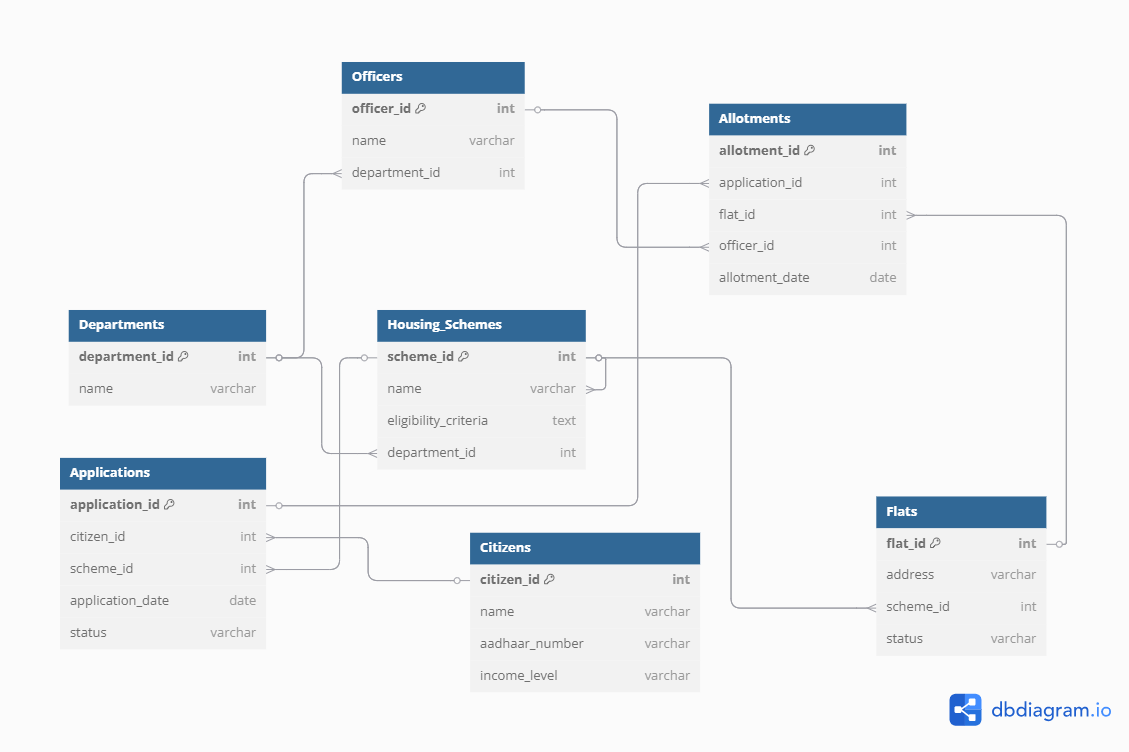 Officers
officer_id int
name varchar
department_id int
Allotments
allotment_id int
application_id int
flat_id int
officer_id int
allotment_date date
Departments
department_id int
name varchar
Housing_Schemes
scheme_id int
name varchar
eligibility_criteria text
department_id int
Applications
application_id int
citizen_id int
scheme_id int
application_date date
status varchar
Citizens
citizen_id int
name varchar
aadhaar_number varchar
income_level varchar
Flats
flat_id int
address varchar
scheme_id int
status varchar
dbdiagram.io